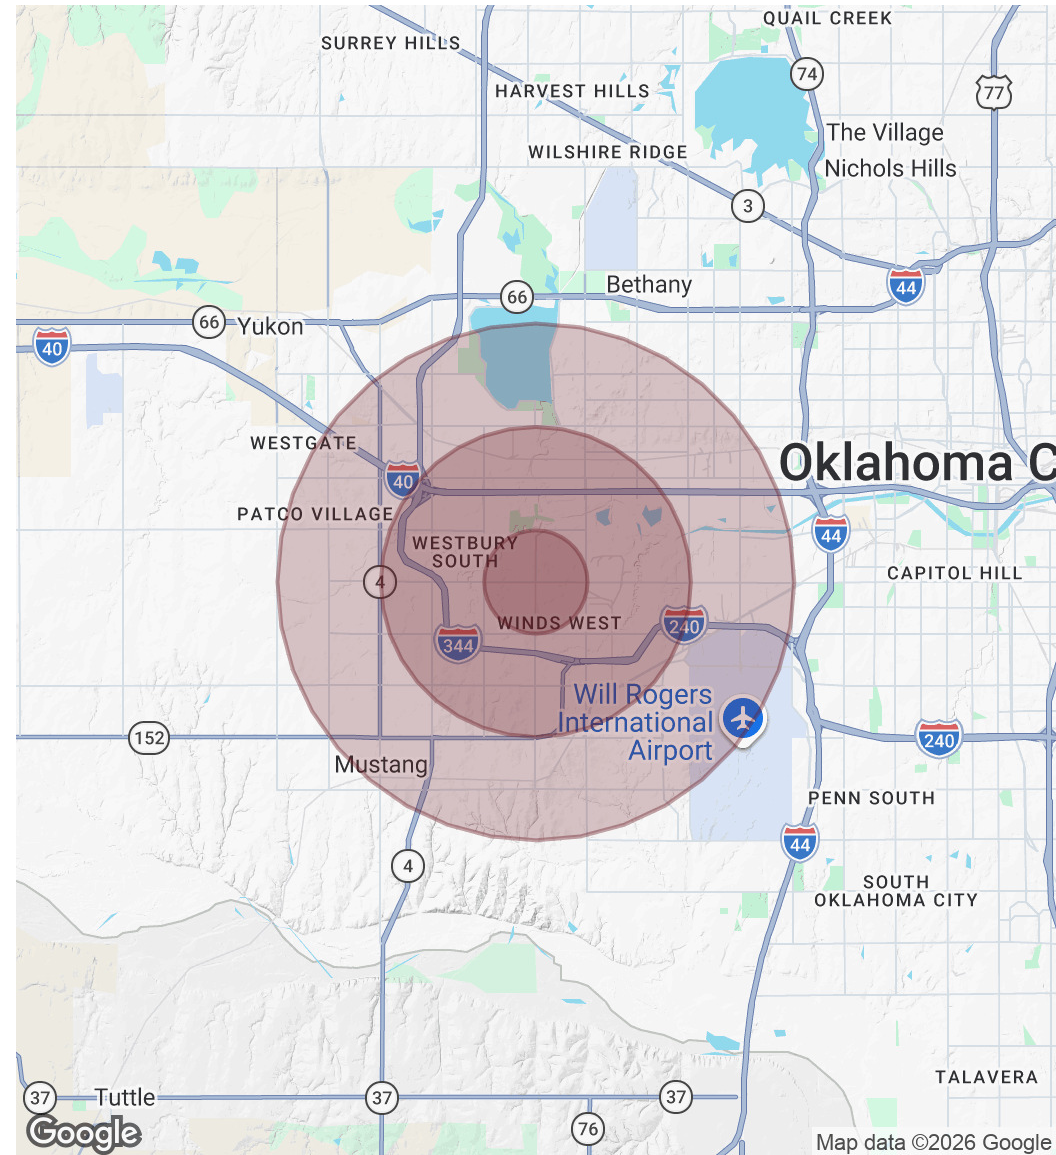 QUAIL CREEK
SURREY HILLS
74
HARVEST HILLS
77
The Village
WILSHIRE RIDGE
Nichols Hills
3
Bethany
44
66
66
Yukon
40
WESTGATE
Oklahoma C
40
PATCO VILLAGE
44
WESTBURY
SOUTH
CAPITOL HILL
4
WINDS WEST
240
344
Will Rogers
International
Airport
152
240
Mustang
PENN SOUTH
44
4
SOUTH
OKLAHOMA CITY
TALAVERA
37
Tuttle
37
37
76
Google
Map data ©2026 Google